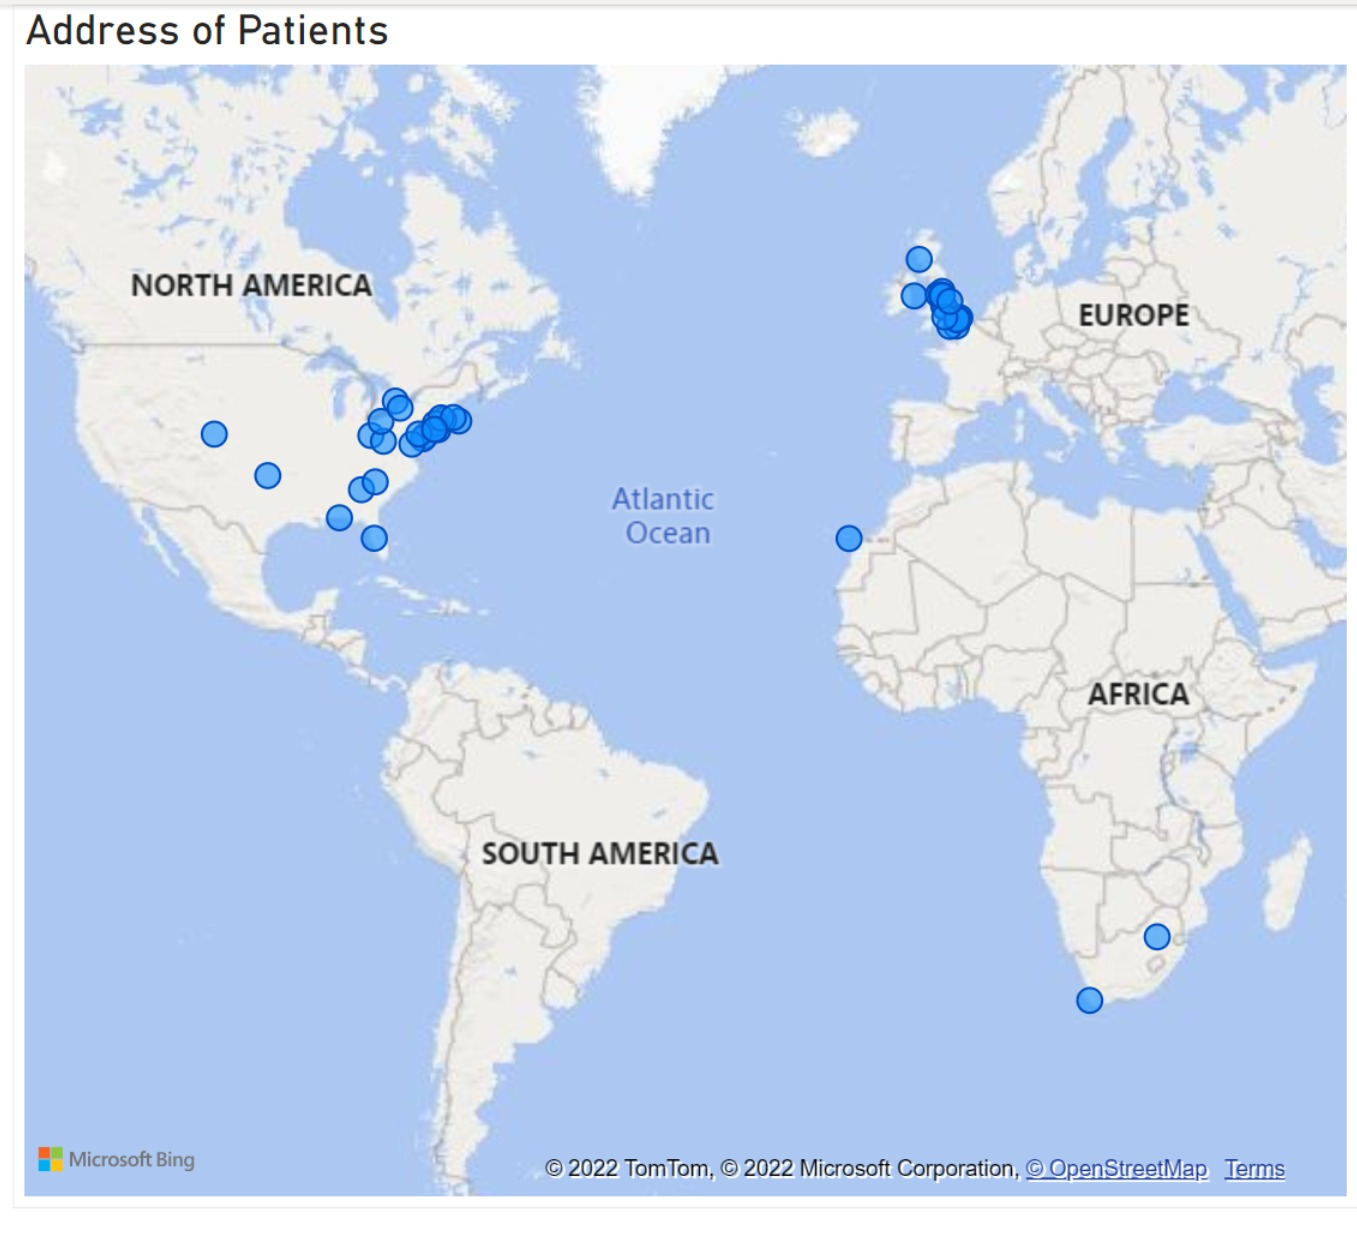 Address of Patients
NORTH AMERICA
EUROPE
Atlantic
Ocean
AFRICA
SOUTH AMERICA
Microsoft Bing
© 2022 TomTom, © 2022 Microsoft Corporation, © OpenStreetMap Terms